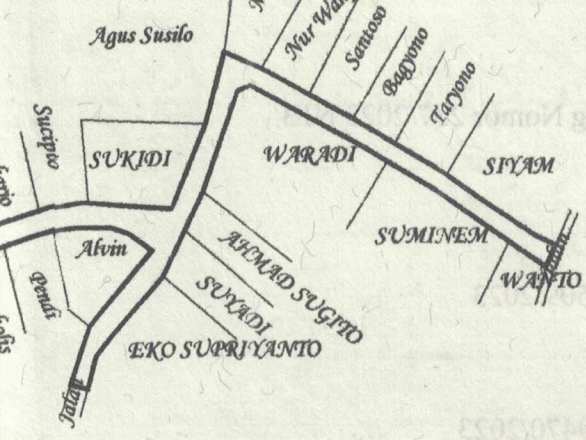 Agus Susilo
Nur Wa
Santoso
Bagyono
Taryono
Sucipto
SUKIDI
WARADI
SIYAM
Alvin
AHMAD SUGITO
SUMINEM
WANTO
Pendi
SUYADI
EKO SUPRIYANTO
Jalan